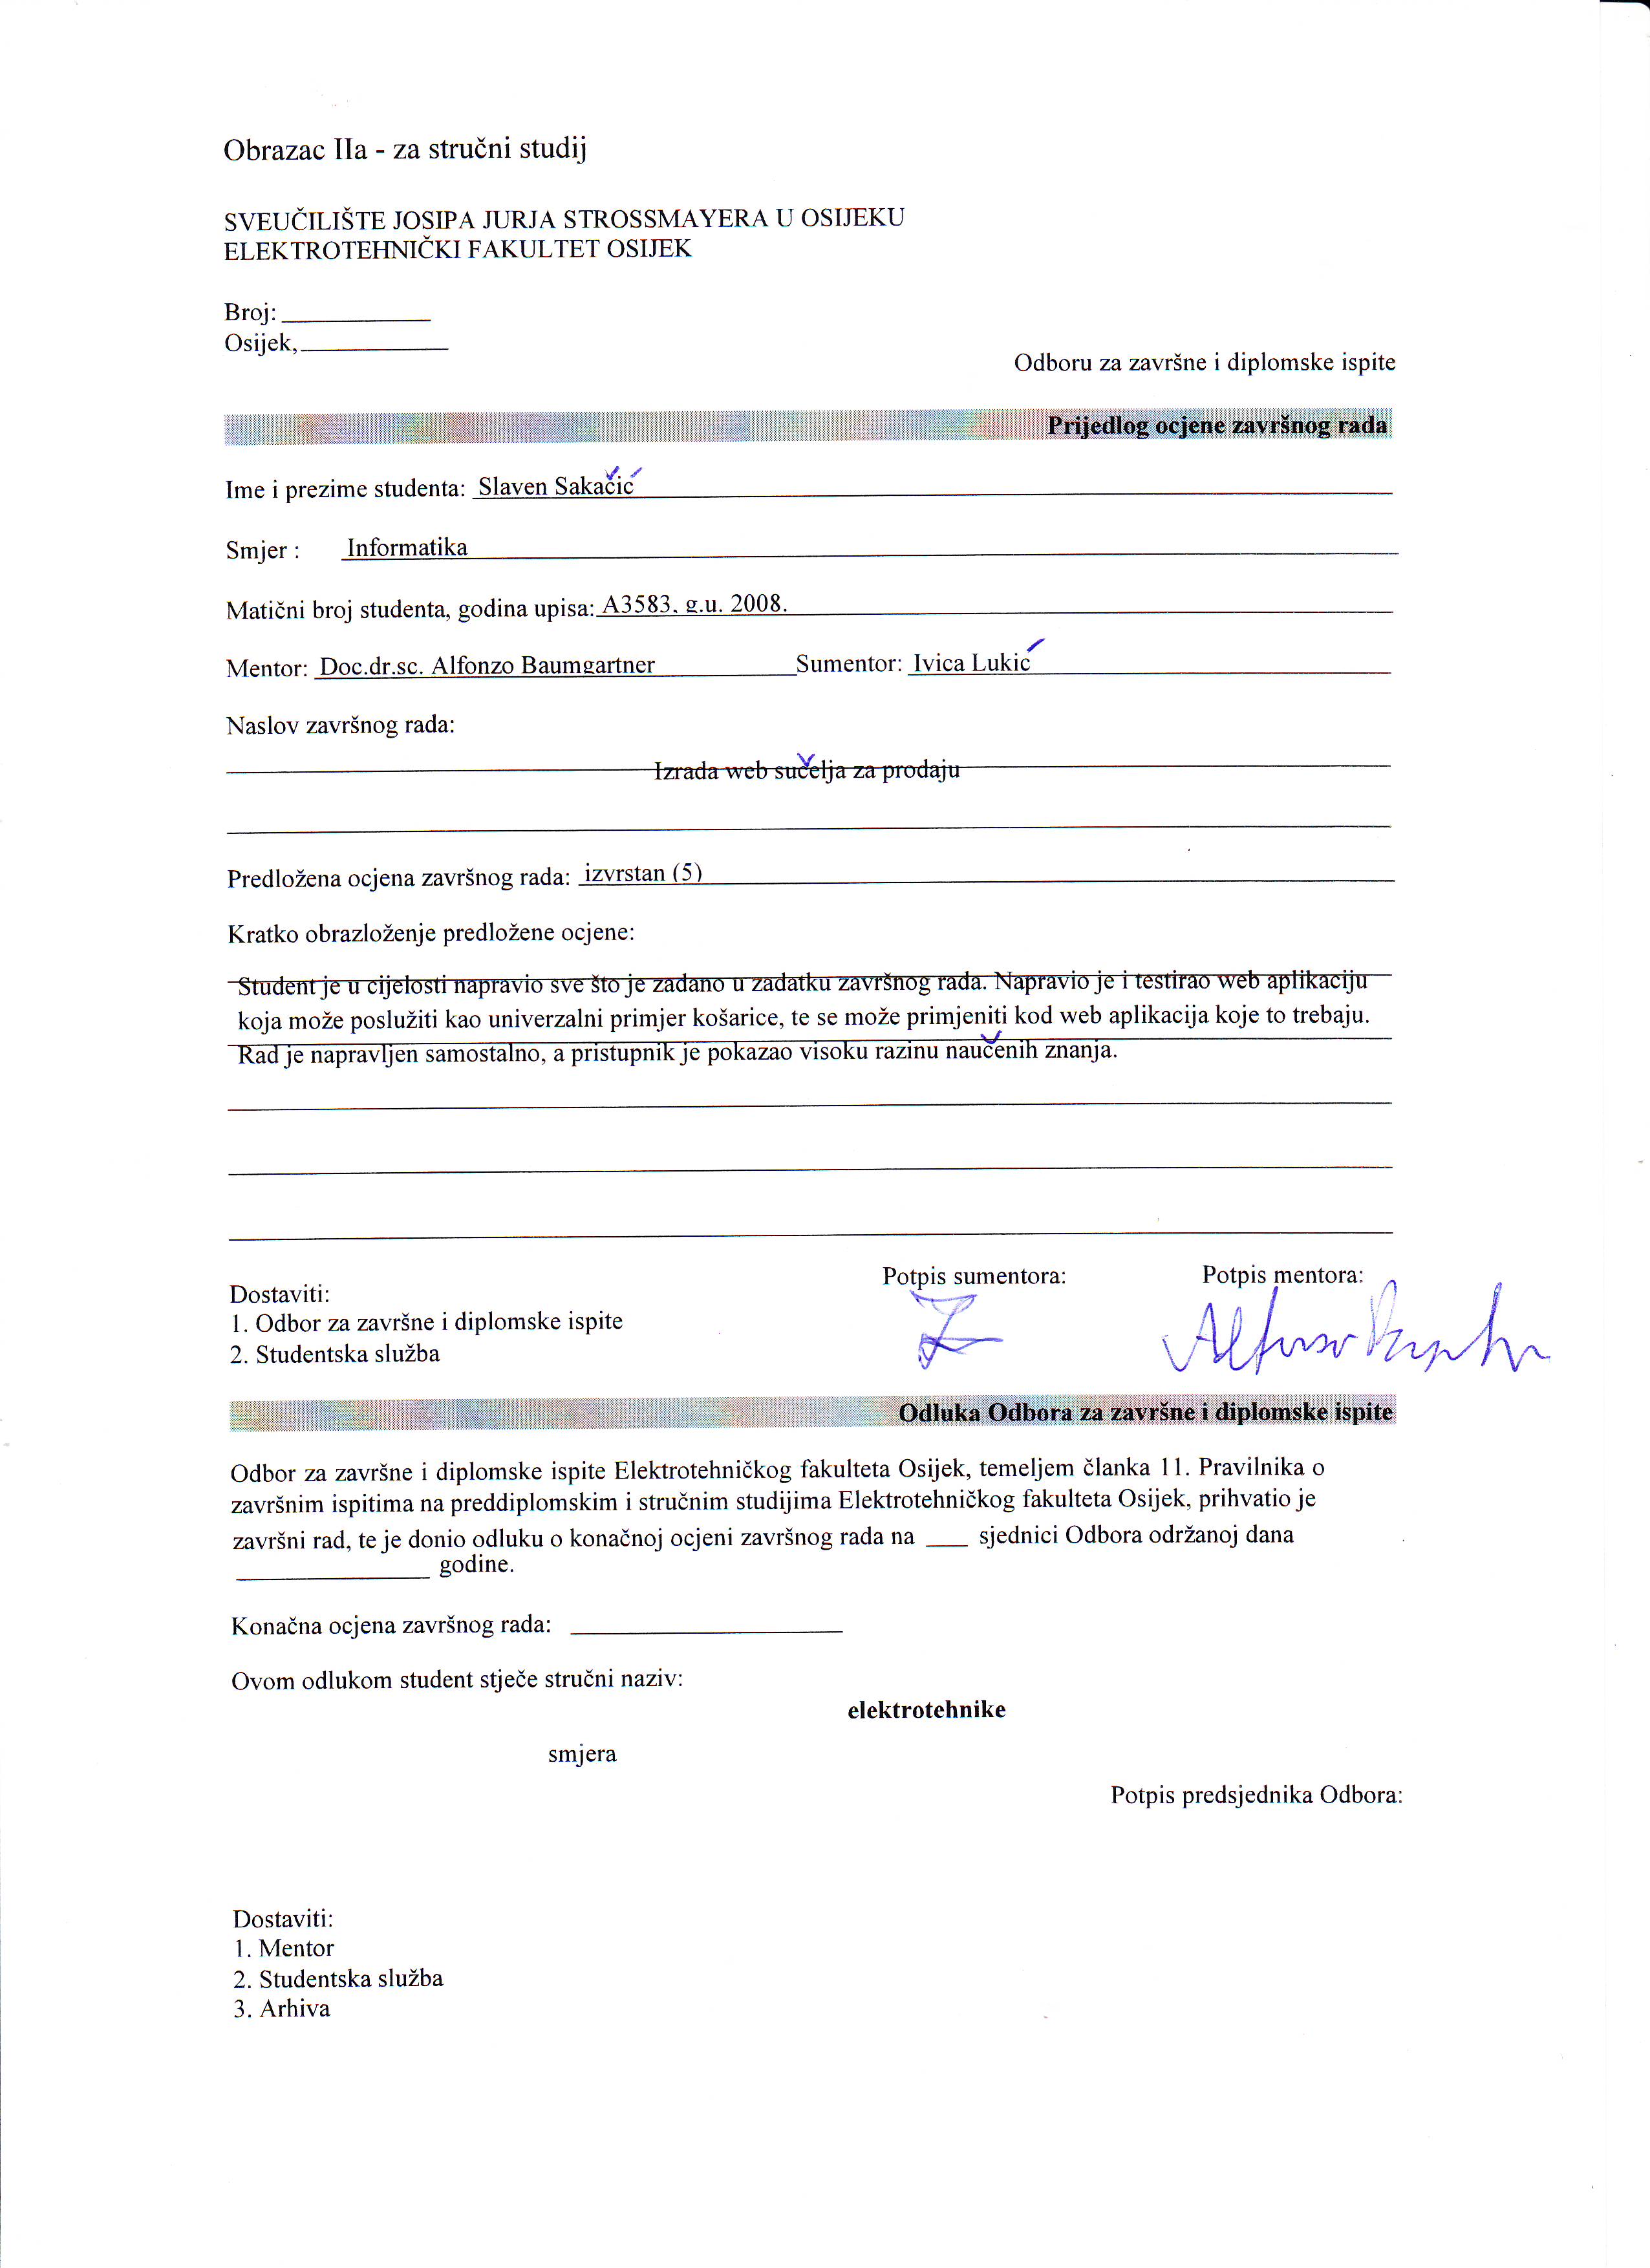 Obrazac IIa - za stručni studij
SVEUČILIŠTE JOSIPA JURJA STROSSMAYERA U OSIJEKU
ELEKTROTEHNIČKI FAKULTET OSIJEK
Broj:
Osijek,
Odboru za završne i diplomske ispite
Prijedlog ocjene završnog rada
Ime i prezime studenta: Slaven Sakačić
Smjer : Informatika
Matični broj studenta, godina upisa: A3583. g.u. 2008.
Mentor: Doc.dr.sc. Alfonzo Baumgartner Sumentor: Ivica Lukić
Naslov završnog rada:
Izrada web sučelja za prodaju
Predložena ocjena završnog rada: izvrstan (5)
Kratko obrazloženje predložene ocjene:
Student je u cijelosti napravio sve što je zadano u zadatku završnog rada. Napravio je i testirao web aplikaciju
koja može poslužiti kao univerzalni primjer košarice, te se može primjeniti kod web aplikacija koje to trebaju.
Rad je napravljen samostalno, a pristupnik je pokazao visoku razinu naučenih znanja.
Potpis sumentora: Potpis mentora:
Dostaviti:
1. Odbor za završne i diplomske ispite
2. Studentska služba
Odluka Odbora za završne i diplomske ispite
Odbor za završne i diplomske ispite Elektrotehničkog fakulteta Osijek, temeljem članka 11. Pravilnika o
završnim ispitima na preddiplomskim i stručnim studijima Elektrotehničkog fakulteta Osijek, prihvatio je
završni rad, te je donio odluku o konačnoj ocjeni završnog rada na ___ sjednici Odbora održanoj dana
godine.
Konačna ocjena završnog rada:
Ovom odlukom student stječe stručni naziv:
elektrotehnike
smjera
Potpis predsjednika Odbora:
Dostaviti:
1. Mentor
2. Studentska služba
3. Arhiva